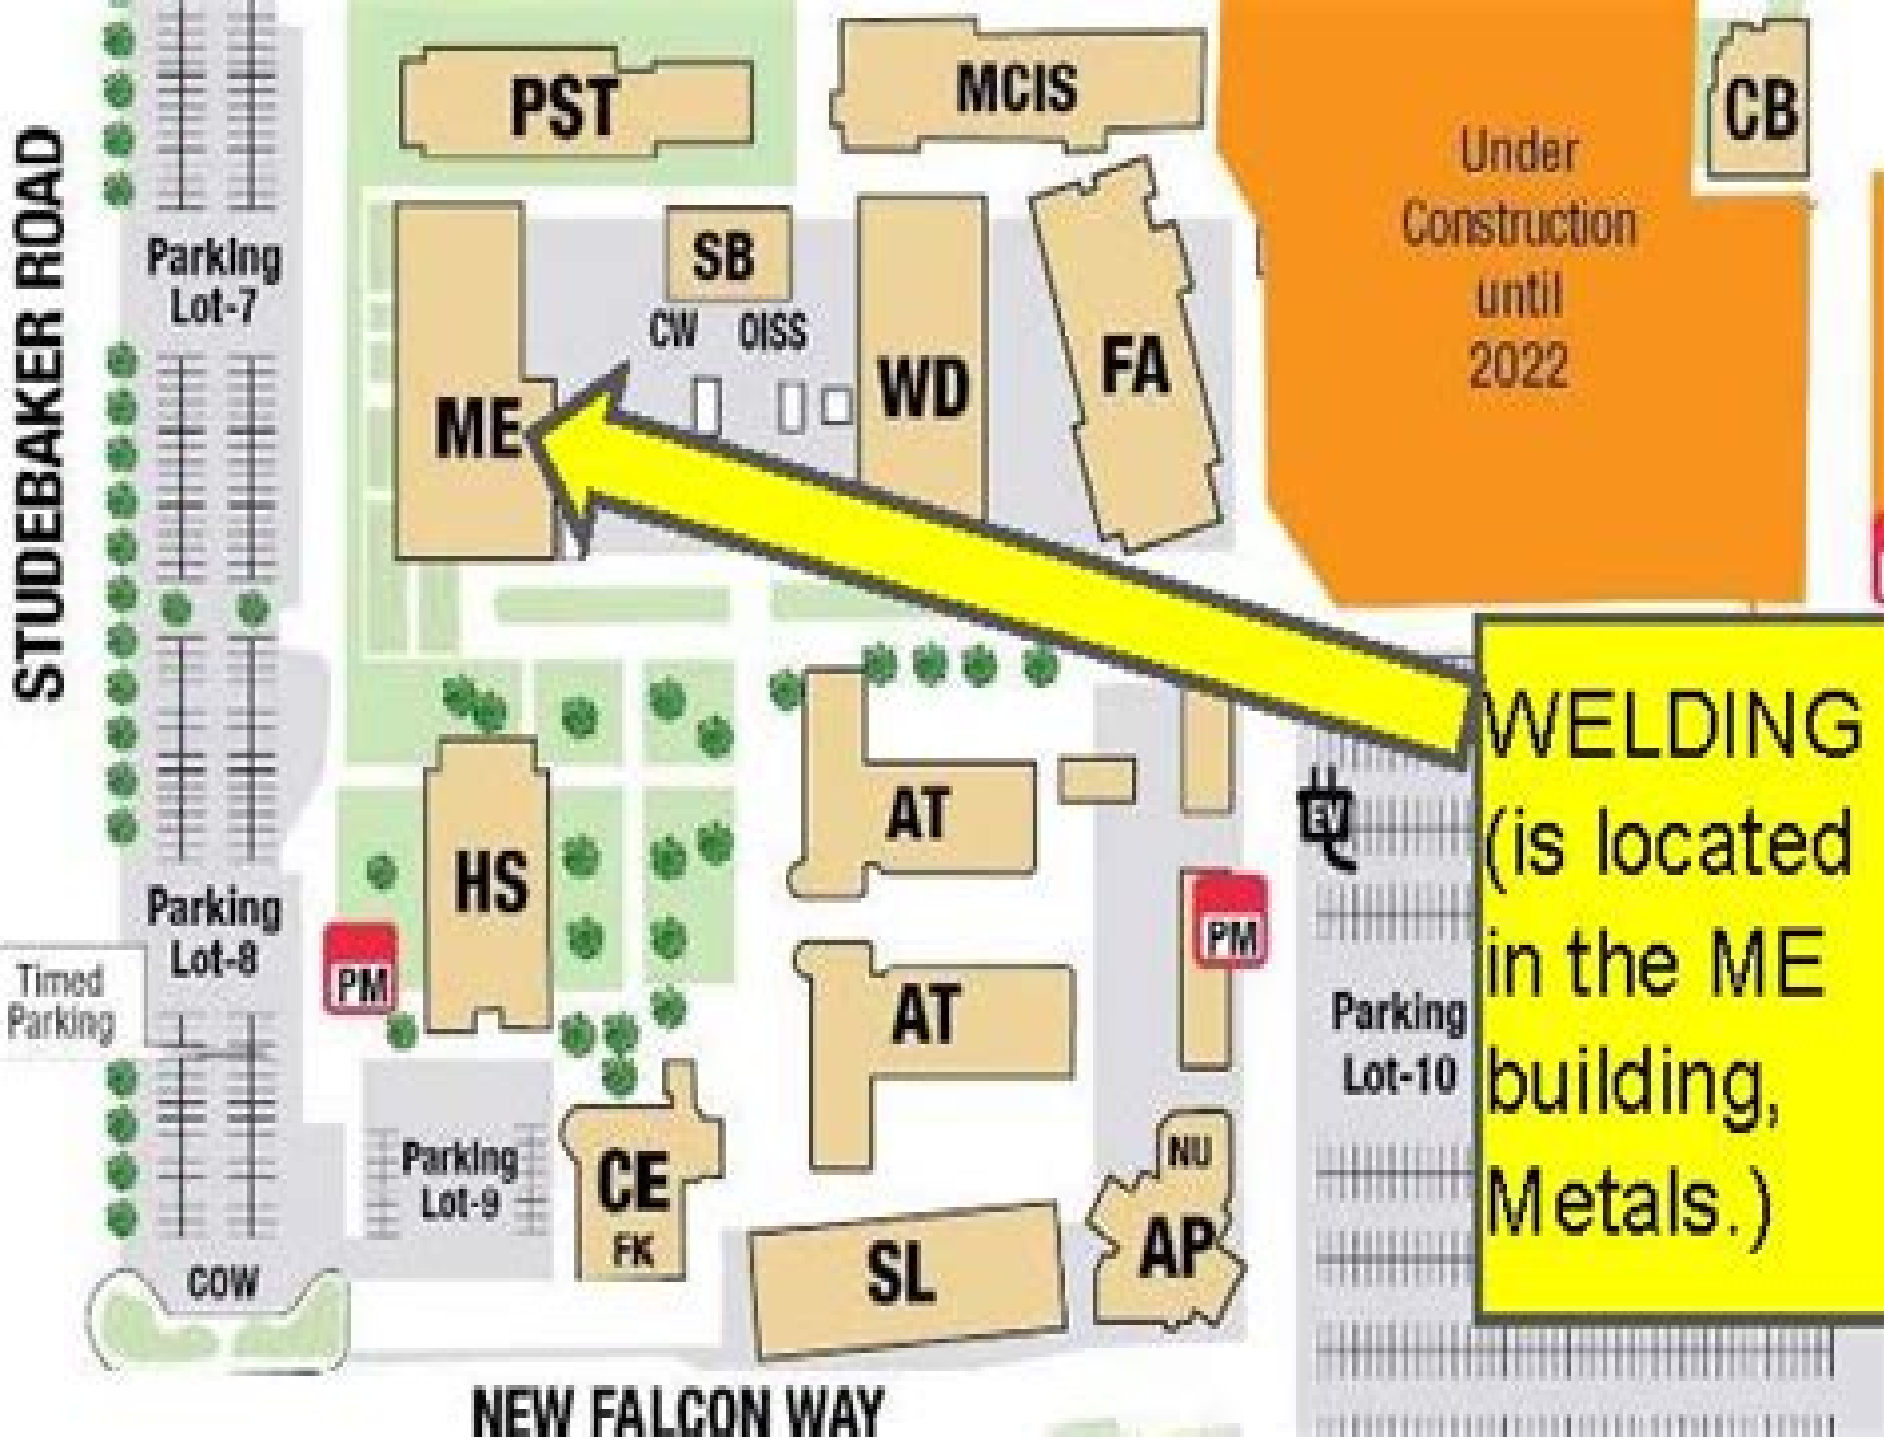 PST
MCIS
CB
STUDEBAKER ROAD
Under
Construction
until
2022
Parking
Lot-7
SB
CW OISS
ME
WD
FA
WELDING
(is located
in the ME
building,
Metals.)
AT
EV
HS
Parking
Lot-8
PM
PM
Timed
Parking
AT
Parking
Lot-10
Parking
Lot-9
CE
FK
NU
AP
SL
COW
NEW FALCON WAY